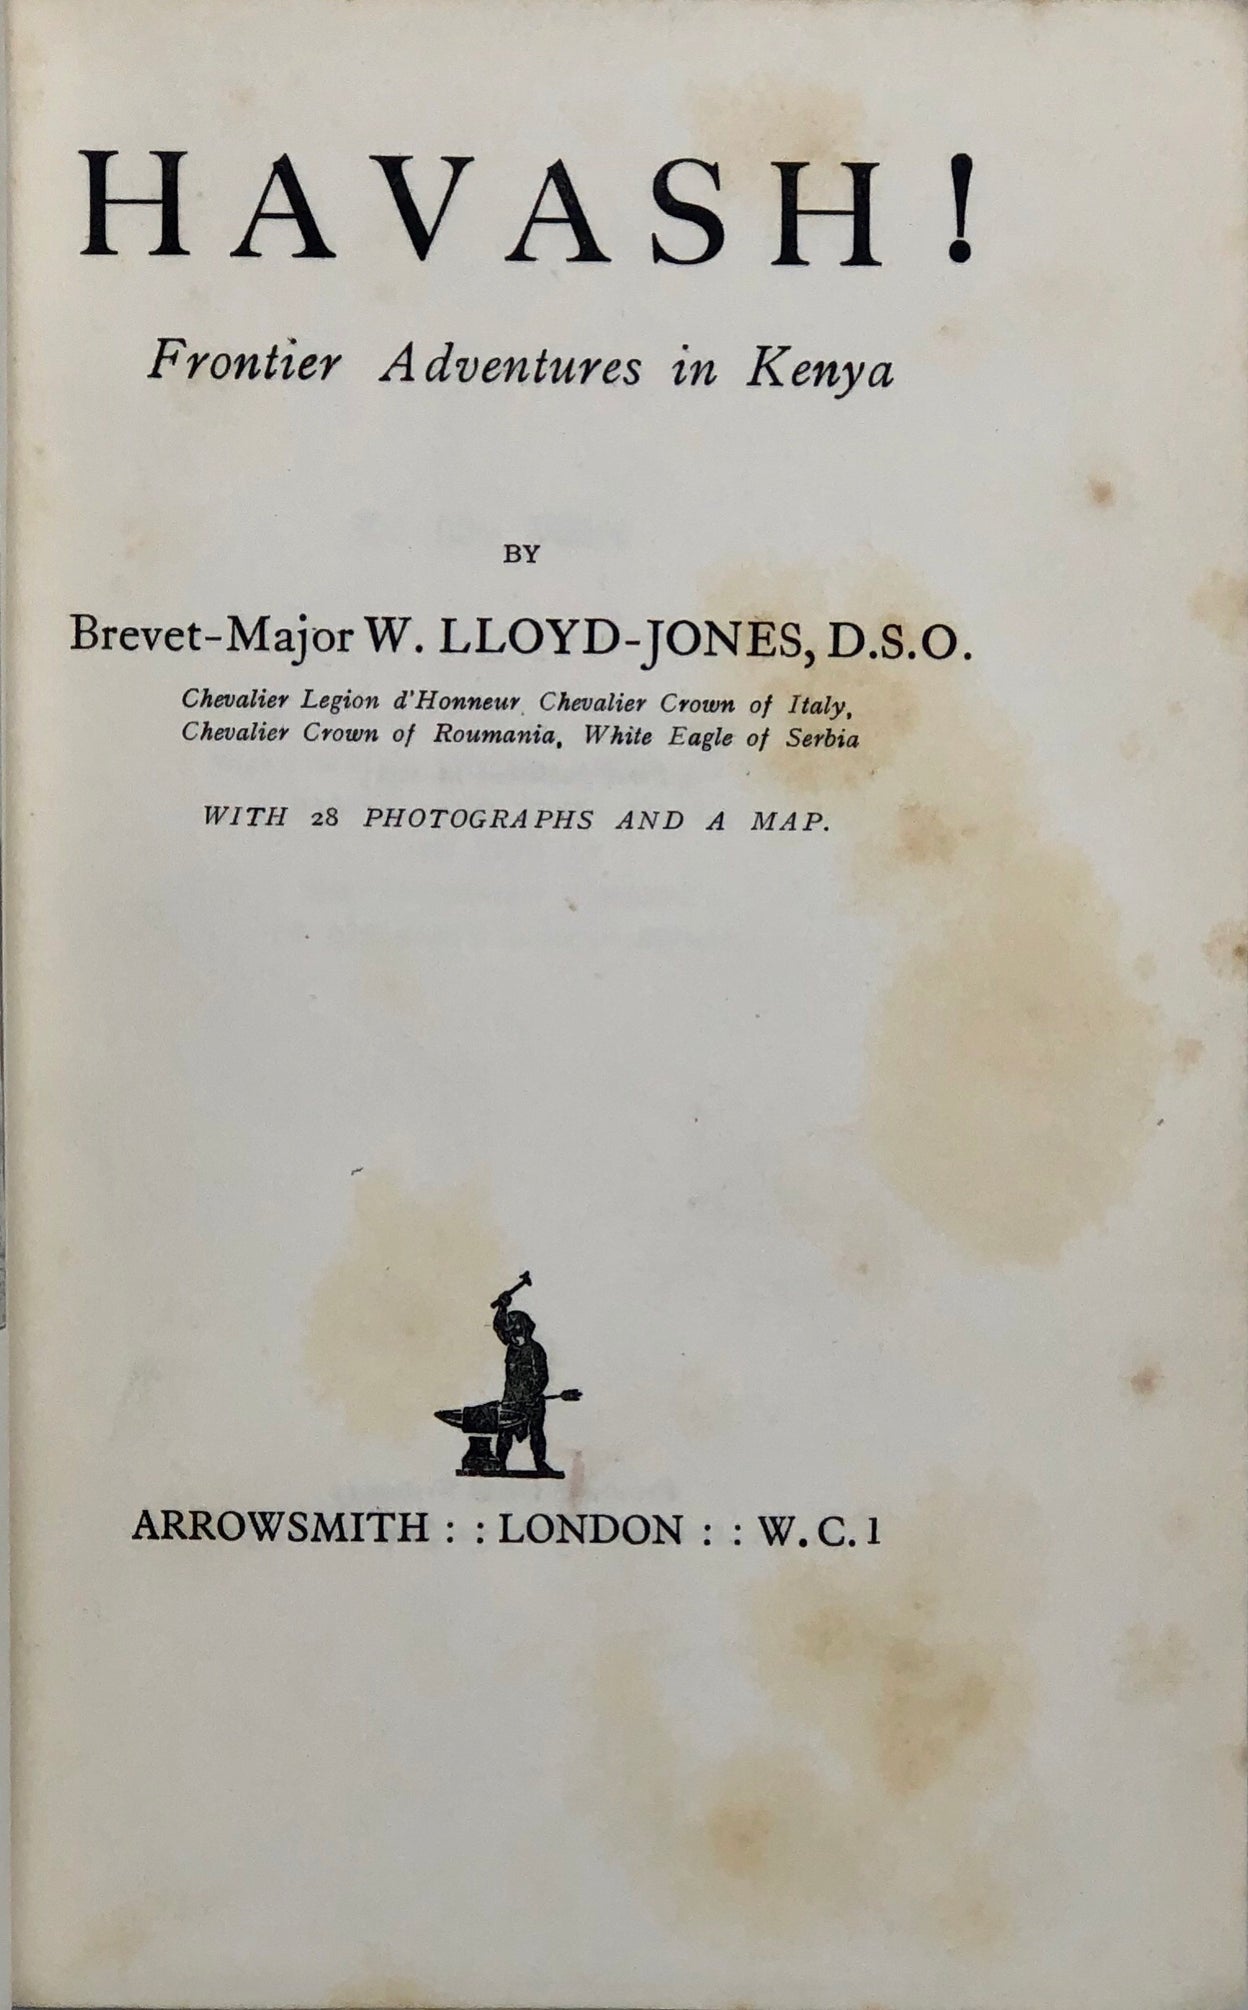 HAVASH!
Frontier Adventures in Kenya
BY
Brevet-Major W. LLOYD-JONES, D.S.O.
Chevalier Legion d'Honneur, Chevalier Crown of Italy,
Chevalier Crown of Roumania, White Eagle of Serbia
WITH 28 PHOTOGRAPHS AND A MAP.
ARROWSMITH : : LONDON : : W.C.1